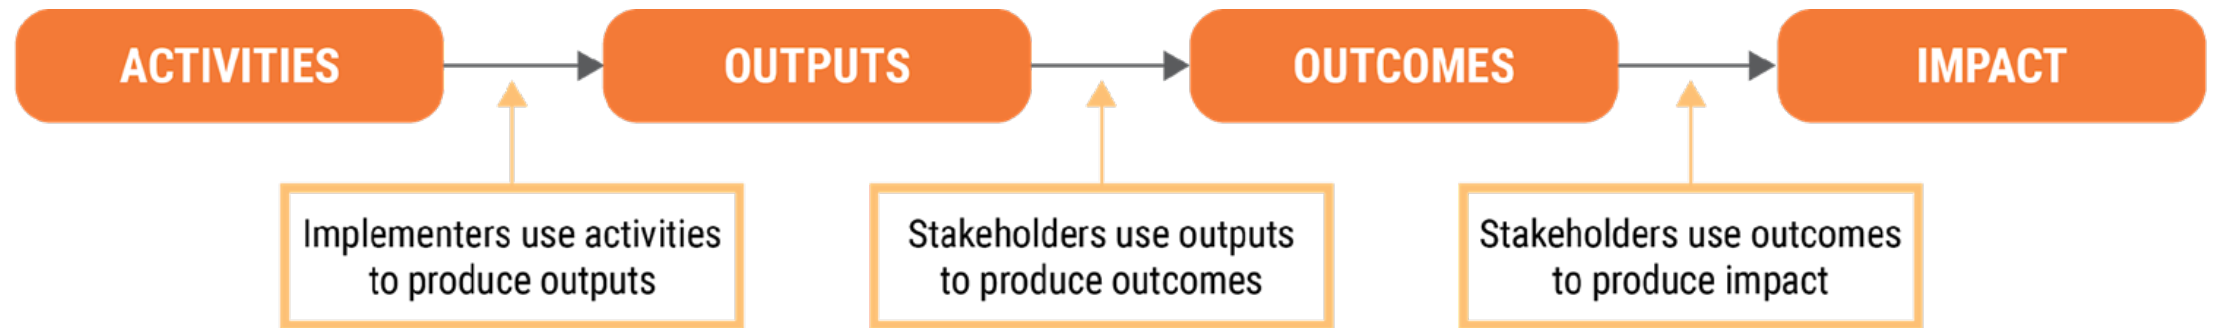 ACTIVITIES
OUTPUTS
OUTCOMES
IMPACT
Implementers use activities
to produce outputs
Stakeholders use outputs
to produce outcomes
Stakeholders use outcomes
to produce impact